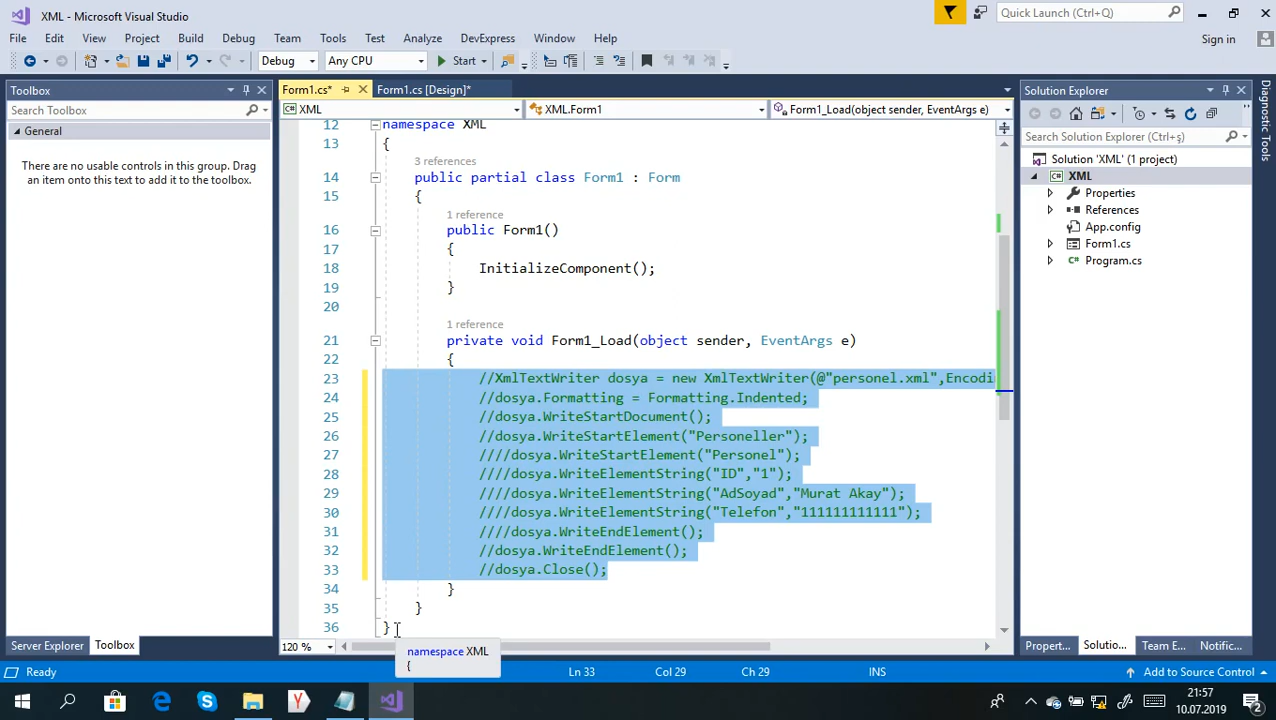 XML - Microsoft Visual Studio
Quick Launch (Ctrl+Q)
File Edit View Project Build Debug Team Tools Test Analyze DevExpress Window Help
Sign in
Debug Any CPU Start
Toolbox
Form1.cs*
Form1.cs [Design]*
Solution Explorer
Search Toolbox
XML
XML.Form1
Form1_Load(object sender, EventArgs e)
General
There are no usable controls in this group. Drag
an item onto this text to add it to the toolbox.
Search Solution Explorer (Ctrl+ş)
Solution 'XML' (1 project)
XML
Properties
References
App.config
Form1.cs
Program.cs
Diagnostic Tools
12 namespace XML
13 {
3 references
14 public partial class Form1 : Form
15 {
1 reference
16 public Form1()
17 {
18 InitializeComponent();
19 }
20
1 reference
21 private void Form1_Load(object sender, EventArgs e)
22 {
23 //XmlTextWriter dosya = new XmlTextWriter(@"personel.xml",Encodi
24 //dosya.Formatting = Formatting.Indented;
25 //dosya.WriteStartDocument();
26 //dosya.WriteStartElement("Personeller");
27 ////dosya.WriteStartElement("Personel");
28 ////dosya.WriteElementString("ID","1");
29 ////dosya.WriteElementString("AdSoyad","Murat Akay");
30 ////dosya.WriteElementString("Telefon","111111111111");
31 ////dosya.WriteEndElement();
32 //dosya.WriteEndElement();
33 //dosya.Close();
34 }
35 }
36 }
namespace XML
{
120 %
Server Explorer Toolbox
Propert... Solutio... Team E... Notific...
Ready
Ln 33 Col 29 Ch 29 INS
Add to Source Control
21:57
10.07.2019
2